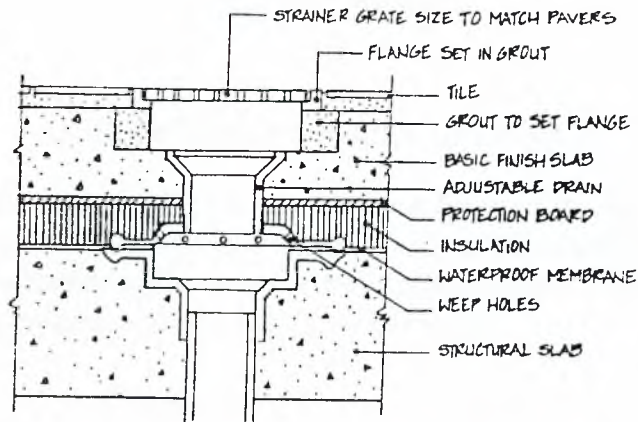 STRAINER GRATE SIZE TO MATCH PAVERS
FLANGE SET IN GROUT
TILE
GROUT TO SET FLANGE
BASIC FINISH SLAB
ADJUSTABLE DRAIN
PROTECTION BOARD
INSULATION
WATERPROOF MEMBRANE
WEEP HOLES
STRUCTURAL SLAB